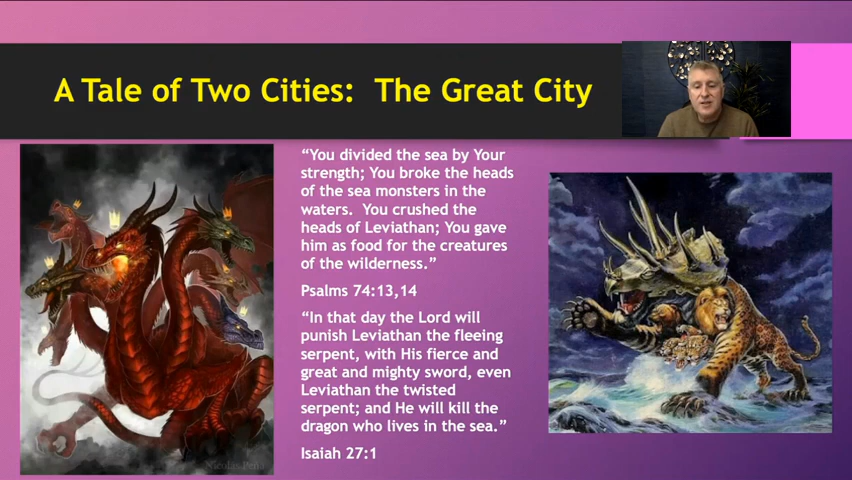 A Tale of Two Cities: The Great City
“You divided the sea by Your
strength; You broke the heads
of the sea monsters in the
waters. You crushed the
heads of Leviathan; You gave
him as food for the creatures
of the wilderness.”
Psalms 74:13,14
“In that day the Lord will
punish Leviathan the fleeing
serpent, with His fierce and
great and mighty sword, even
Leviathan the twisted
serpent; and He will kill the
dragon who lives in the sea.”
Isaiah 27:1
Nicolas Peña